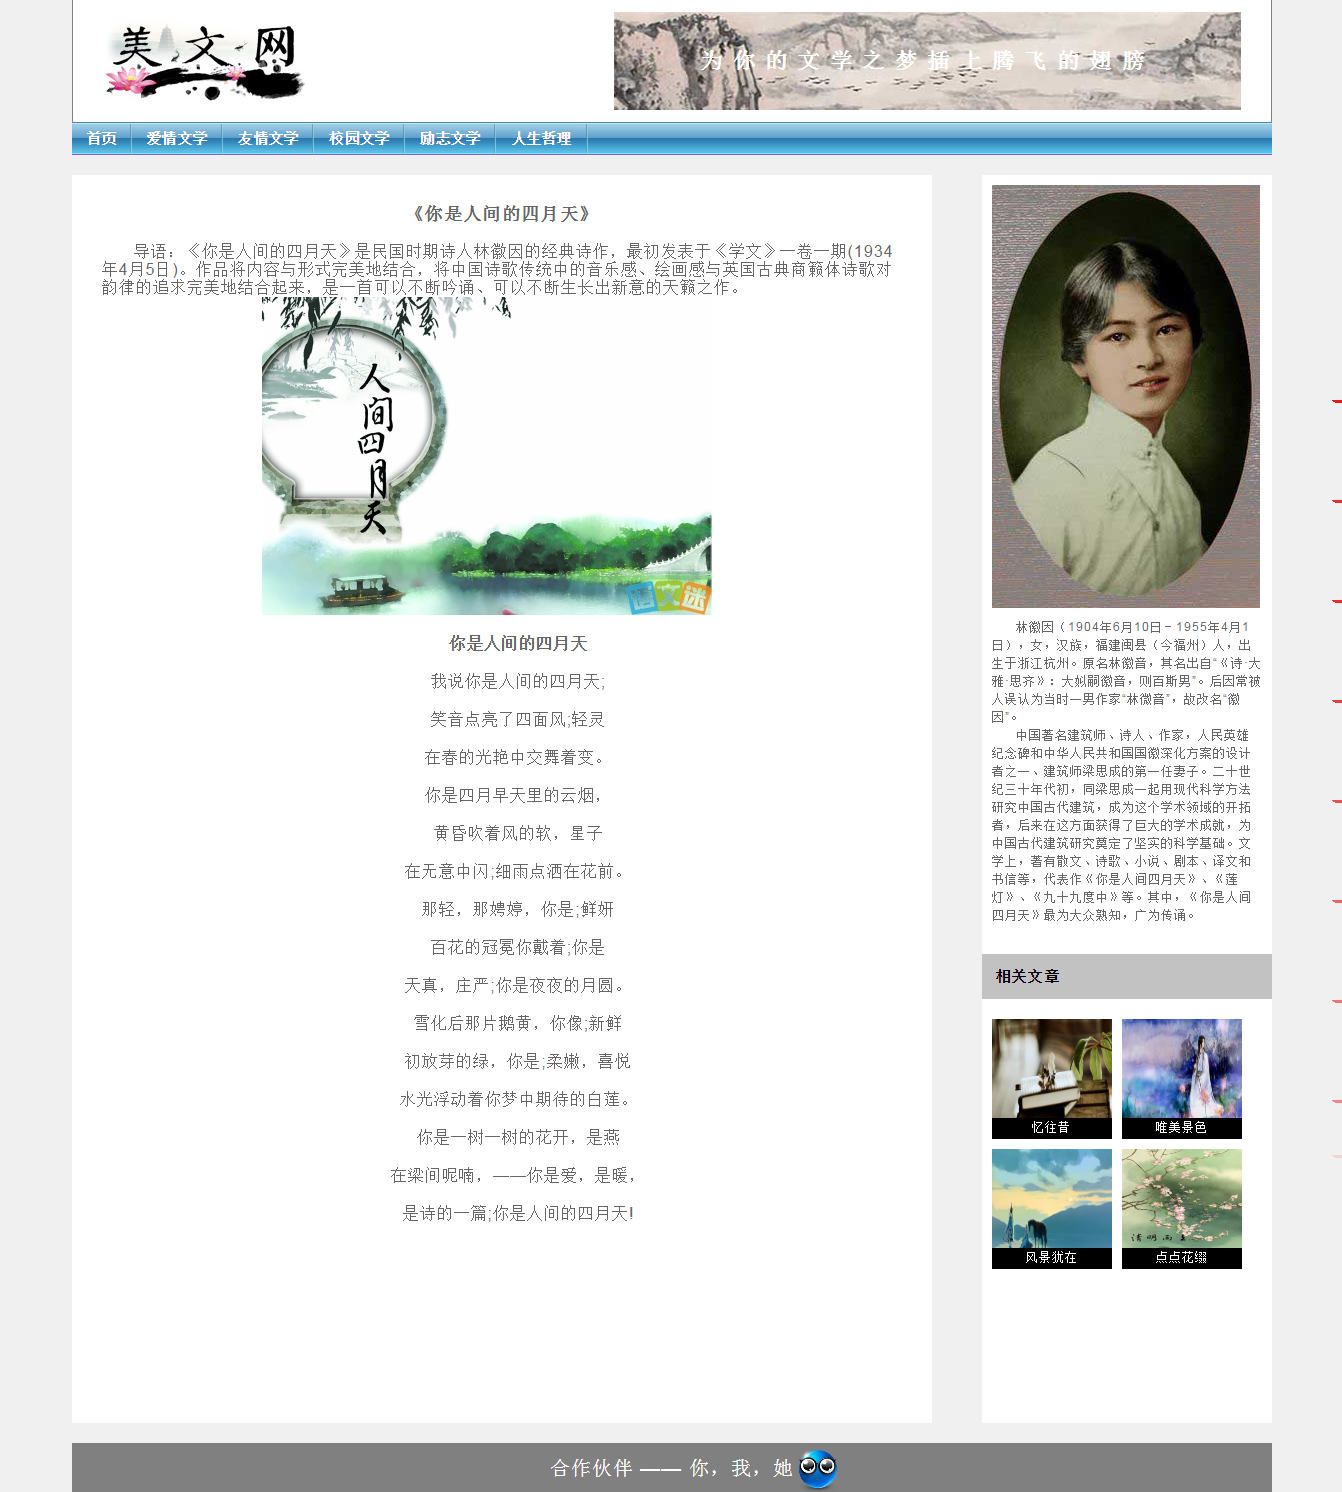 美文网
为你的文学之梦插上腾飞的翅膀
首页 爱情文学 友情文学 校园文学 励志文学 人生哲理
《你是人间的四月天》
导语：《你是人间的四月天》是民国时期诗人林徽因的经典诗作，最初发表于《学文》一卷一期(1934
年4月5日)。作品将内容与形式完美地结合，将中国诗歌传统中的音乐感、绘画感与英国古典商籁体诗歌对
韵律的追求完美地结合起来，是一首可以不断吟诵、可以不断生长出新意的天籁之作。
人间四月天
语文迷
你是人间的四月天
我说你是人间的四月天;
笑音点亮了四面风;轻灵
在春的光艳中交舞着变。
你是四月早天里的云烟，
黄昏吹着风的软，星子
在无意中闪;细雨点洒在花前。
那轻，那娉婷，你是;鲜妍
百花的冠冕你戴着;你是
天真，庄严;你是夜夜的月圆。
雪化后那片鹅黄，你像;新鲜
初放芽的绿，你是;柔嫩，喜悦
水光浮动着你梦中期待的白莲。
你是一树一树的花开，是燕
在梁间呢喃，——你是爱，是暖，
是诗的一篇;你是人间的四月天!
林徽因（1904年6月10日－1955年4月1
日），女，汉族，福建闽县（今福州）人，出
生于浙江杭州。原名林徽音，其名出自“《诗·大
雅·思齐》：大姒嗣徽音，则百斯男”。后因常被
人误认为当时一男作家“林微音”，故改名“徽
因”。
中国著名建筑师、诗人、作家，人民英雄
纪念碑和中华人民共和国国徽深化方案的设计
者之一、建筑师梁思成的第一任妻子。二十世
纪三十年代初，同梁思成一起用现代科学方法
研究中国古代建筑，成为这个学术领域的开拓
者，后来在这方面获得了巨大的学术成就，为
中国古代建筑研究奠定了坚实的科学基础。文
学上，著有散文、诗歌、小说、剧本、译文和
书信等，代表作《你是人间四月天》、《莲
灯》、《九十九度中》等。其中，《你是人间
四月天》最为大众熟知，广为传诵。
相关文章
忆往昔 唯美景色
清明雨上
风景犹在 点点花缀
合作伙伴 —— 你，我，她